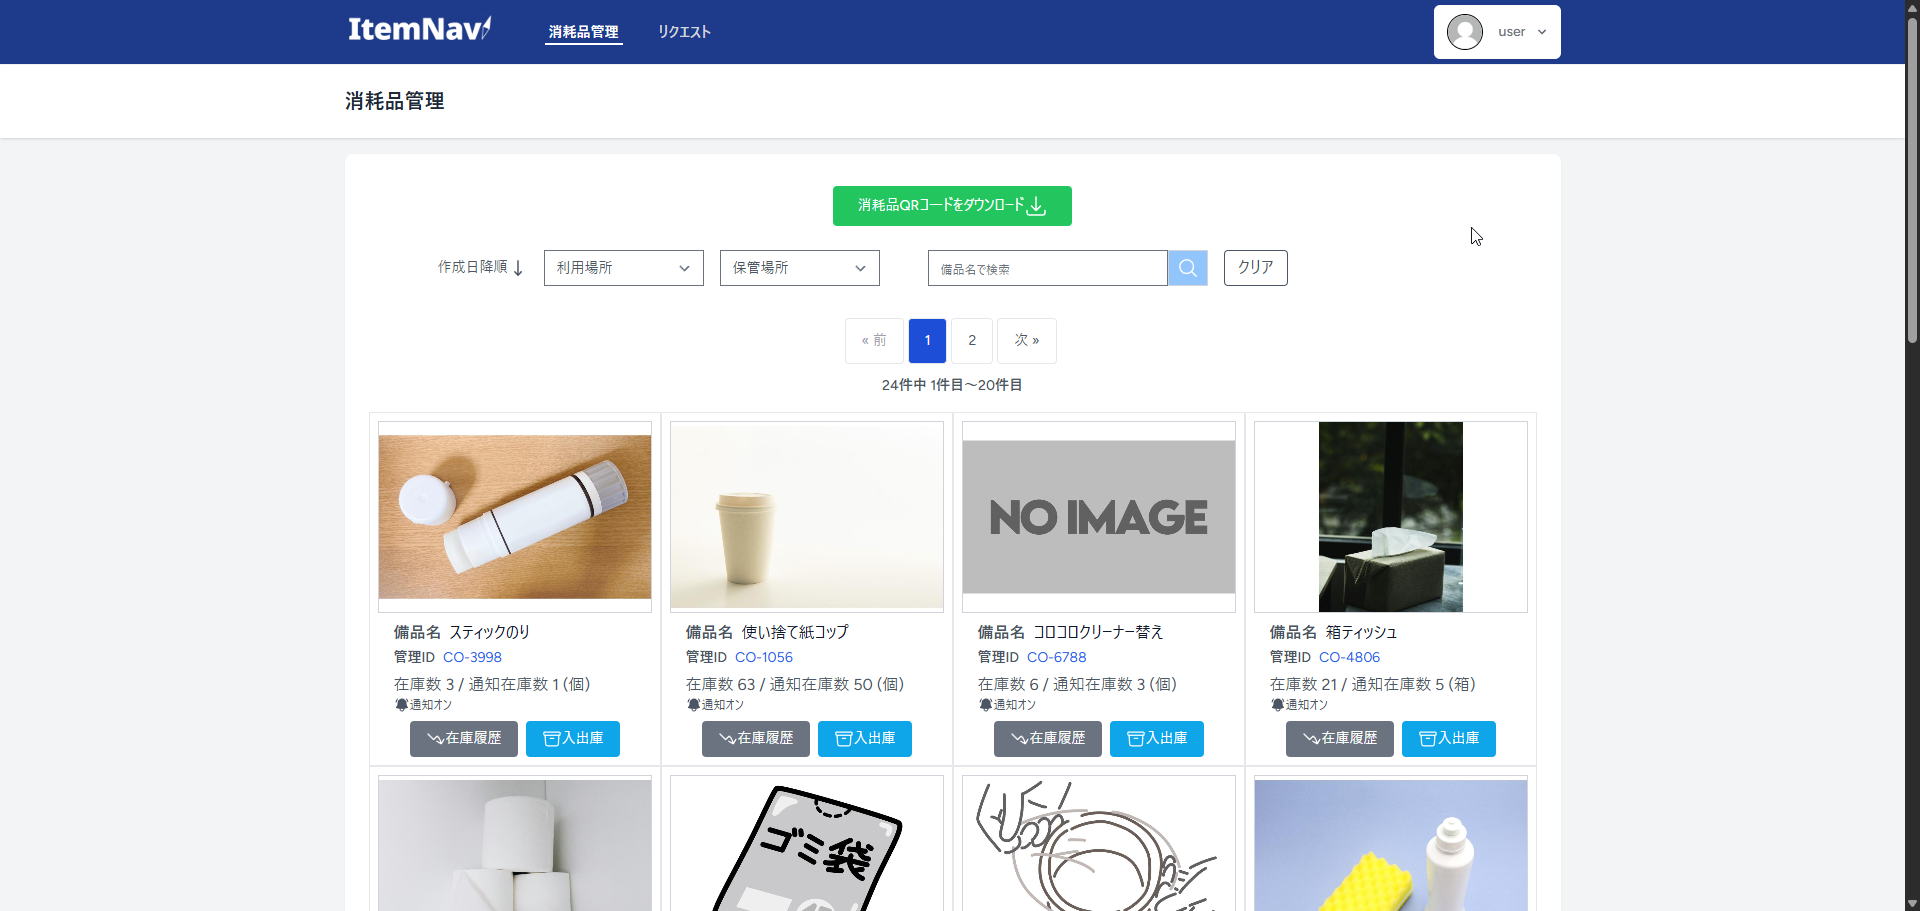 ItemNavi
消耗品管理
リクエスト
user
消耗品管理
消耗品QRコードをダウンロード
作成日降順
利用場所
保管場所
備品名で検索
クリア
« 前
1
2
次 »
24件中 1件目～20件目
NO IMAGE
備品名 スティックのり
管理ID CO-3998
在庫数 3 / 通知在庫数 1 (個)
通知オン
在庫履歴
入出庫
備品名 使い捨て紙コップ
管理ID CO-1056
在庫数 63 / 通知在庫数 50 (個)
通知オン
在庫履歴
入出庫
備品名 コロコロクリーナー替え
管理ID CO-6788
在庫数 6 / 通知在庫数 3 (個)
通知オン
在庫履歴
入出庫
備品名 箱ティッシュ
管理ID CO-4806
在庫数 21 / 通知在庫数 5 (箱)
通知オン
在庫履歴
入出庫
ゴミ袋